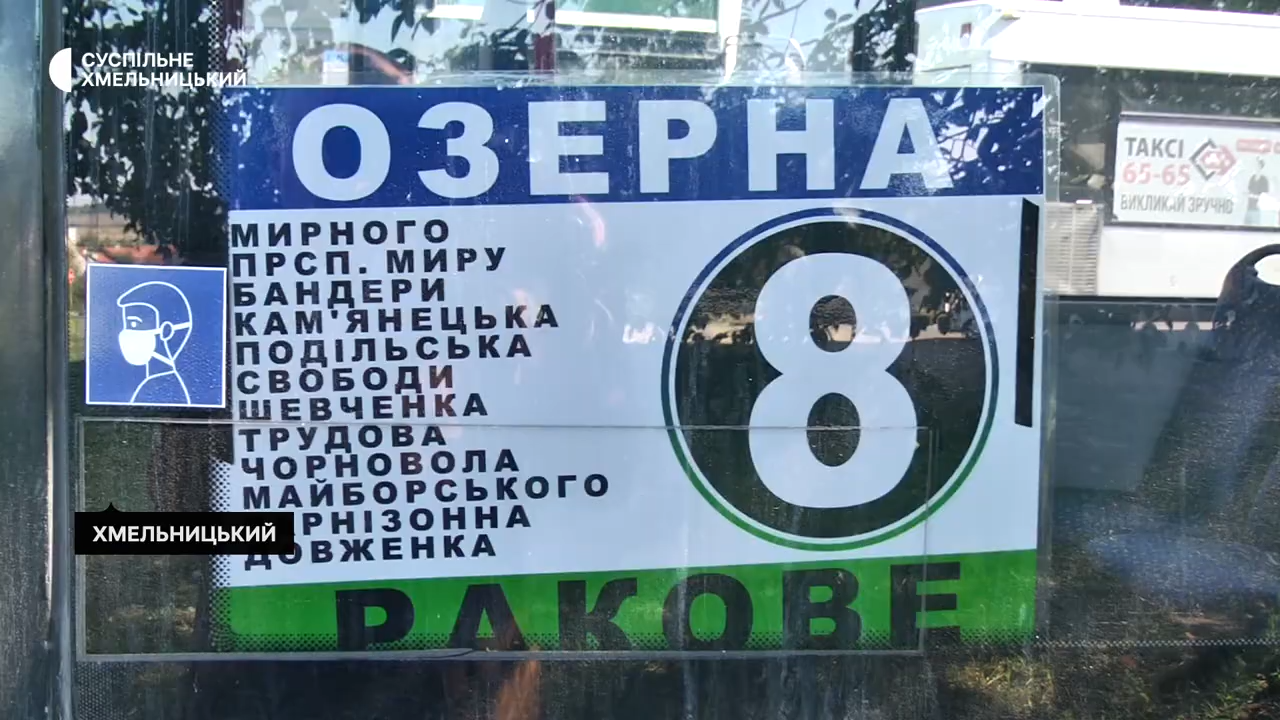 СУСПІЛЬНЕ
ХМЕЛЬНИЦЬКИЙ
ОЗЕРНА
МИРНОГО
ПРСП. МИРУ
БАНДЕРИ
КАМ'ЯНЕЦЬКА
ПОДІЛЬСЬКА
СВОБОДИ
ШЕВЧЕНКА
ТРУДОВА
ЧОРНОВОЛА
МАЙБОРСЬКОГО
ДОВЖЕНКА
8
РАКОВЕ
ТАКСІ
65-65
ВИКЛИКАЙ ЗРУЧНО
ХМЕЛЬНИЦЬКИЙ